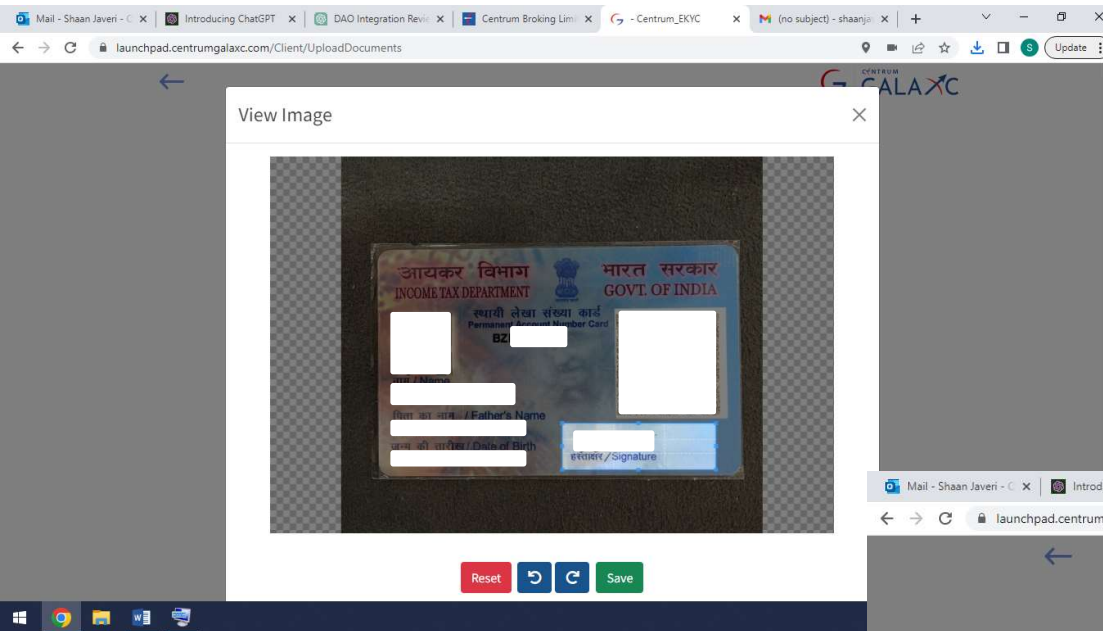 Mail - Shaan Javeri - C
Introducing ChatGPT
DAO Integration Revie
Centrum Broking Lim
G - Centrum_EKYC
(no subject) - shaanja
launchpad.centrumgalaxc.com/Client/UploadDocuments
S
Update
CENTRUM
GALAXC
View Image
आयकर विभाग
INCOME TAX DEPARTMENT
भारत सरकार
GOVT. OF INDIA
स्थायी लेखा संख्या कार्ड
Permanent Account Number Card
BZ
नाम / Name
पिता का नाम / Father's Name
जन्म की तारीख / Date of Birth
हस्ताक्षर / Signature
Reset
Save
Mail - Shaan Javeri - C
Introd
launchpad.centrum